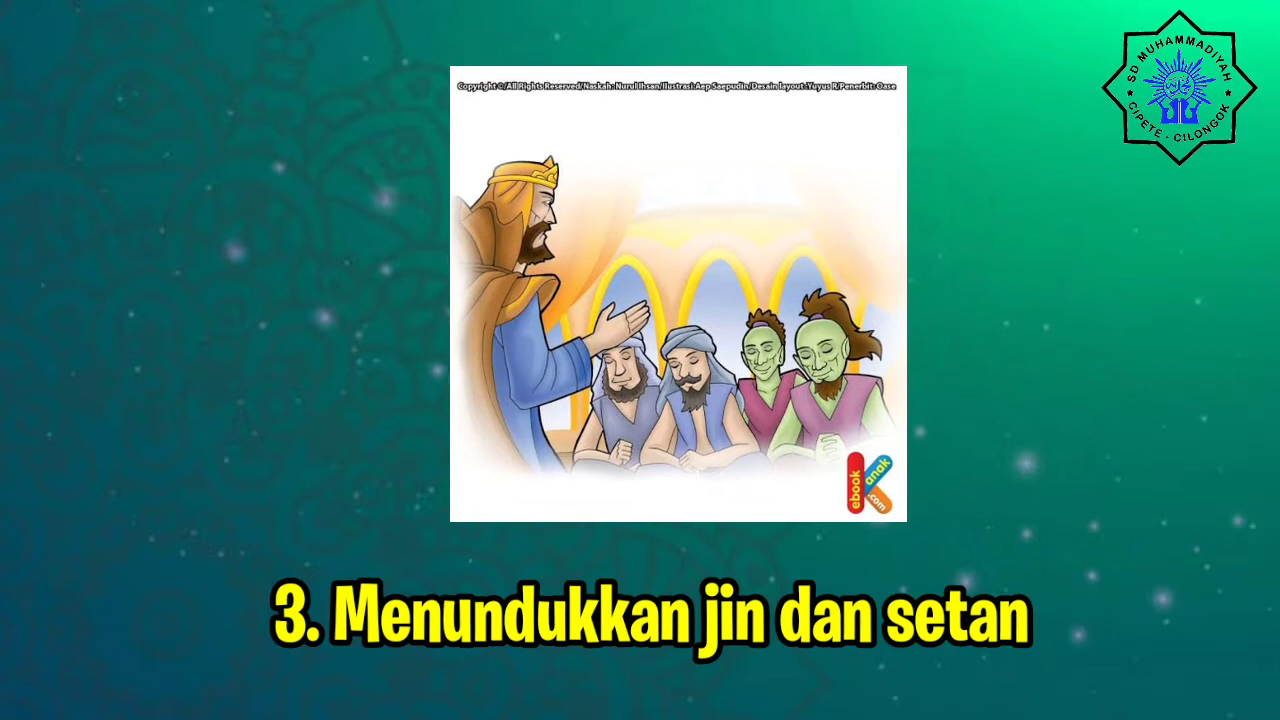 SD MUHAMMADIYAH
CIPETE - CILONGOK
Copyright ©/All Rights Reserved/Naskah: Nurul Ihsan/Ilustrasi:Aep Saepudin/Desain layout:Yuyus R/Penerbit: Oase
ebook
anak
.com
3. Menundukkan jin dan setan